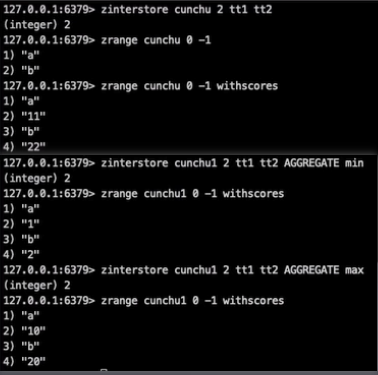 127.0.0.1:6379> zinterstore cunchu 2 tt1 tt2
(integer) 2
127.0.0.1:6379> zrange cunchu 0 -1
1) "a"
2) "b"
127.0.0.1:6379> zrange cunchu 0 -1 withscores
1) "a"
2) "11"
3) "b"
4) "22"
127.0.0.1:6379> zinterstore cunchu1 2 tt1 tt2 AGGREGATE min
(integer) 2
127.0.0.1:6379> zrange cunchu1 0 -1 withscores
1) "a"
2) "1"
3) "b"
4) "2"
127.0.0.1:6379> zinterstore cunchu1 2 tt1 tt2 AGGREGATE max
(integer) 2
127.0.0.1:6379> zrange cunchu1 0 -1 withscores
1) "a"
2) "10"
3) "b"
4) "20"